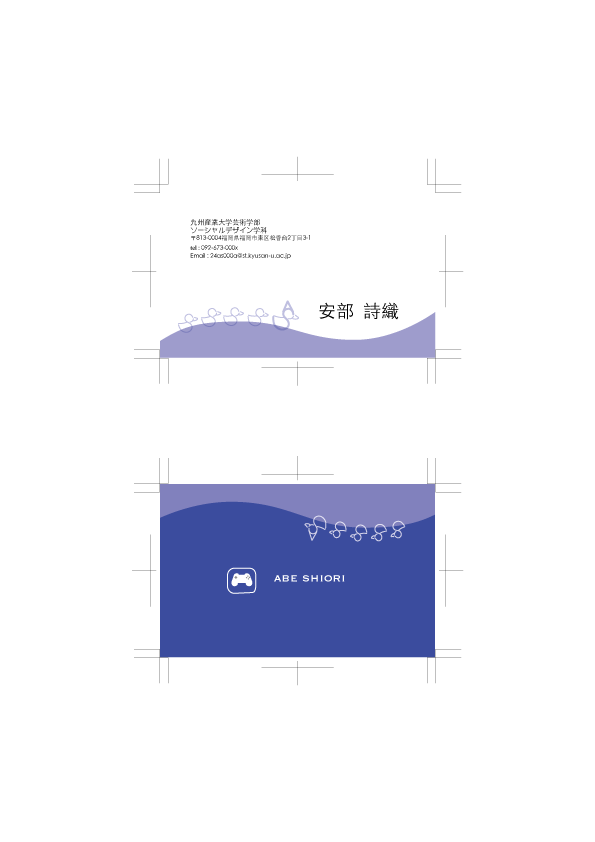 九州産業大学芸術学部
ソーシャルデザイン学科
〒813-0004福岡県福岡市東区松香台2丁目3-1
tel : 092-673-000x
Email : 24as000a@st.kyusan-u.ac.jp
安部 詩織
ABE SHIORI